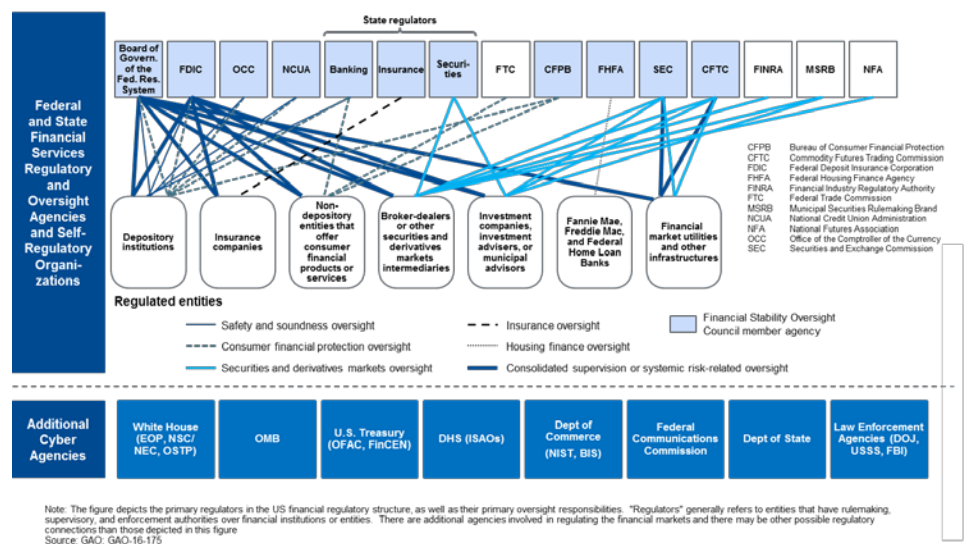 State regulators
Board of
Govern.
of the
Fed. Res.
System
FDIC
OCC
NCUA
Banking
Insurance
Securi-
ties
FTC
CFPB
FHFA
SEC
CFTC
FINRA
MSRB
NFA
Federal
and State
Financial
Services
Regulatory
and
Oversight
Agencies
and Self-
Regulatory
Organi-
zations
CFPB Bureau of Consumer Financial Protection
CFTC Commodity Futures Trading Commission
FDIC Federal Deposit Insurance Corporation
FHFA Federal Housing Finance Agency
FINRA Financial Industry Regulatory Authority
FTC Federal Trade Commission
MSRB Municipal Securities Rulemaking Brand
NCUA National Credit Union Administration
NFA National Futures Association
OCC Office of the Comptroller of the Currency
SEC Securities and Exchange Commission
Depository
institutions
Insurance
companies
Non-
depository
entities that
offer
consumer
financial
products or
services
Broker-dealers
or other
securities and
derivatives
markets
intermediaries
Investment
companies,
investment
advisers, or
municipal
advisors
Fannie Mae,
Freddie Mac,
and Federal
Home Loan
Banks
Financial
market utilities
and other
infrastructures
Regulated entities
Safety and soundness oversight
Consumer financial protection oversight
Securities and derivatives markets oversight
Insurance oversight
Housing finance oversight
Consolidated supervision or systemic risk-related oversight
Financial Stability Oversight
Council member agency
Additional
Cyber
Agencies
White House
(EOP, NSC/
NEC, OSTP)
OMB
U.S. Treasury
(OFAC, FinCEN)
DHS (ISAOs)
Dept of
Commerce
(NIST, BIS)
Federal
Communications
Commission
Dept of State
Law Enforcement
Agencies (DOJ,
USSS, FBI)
Note: The figure depicts the primary regulators in the US financial regulatory structure, as well as their primary oversight responsibilities. "Regulators" generally refers to entities that have rulemaking,
supervisory, and enforcement authorities over financial institutions or entities. There are additional agencies involved in regulating the financial markets and there may be other possible regulatory
connections than those depicted in this figure
Source: GAO: GAO-16-175